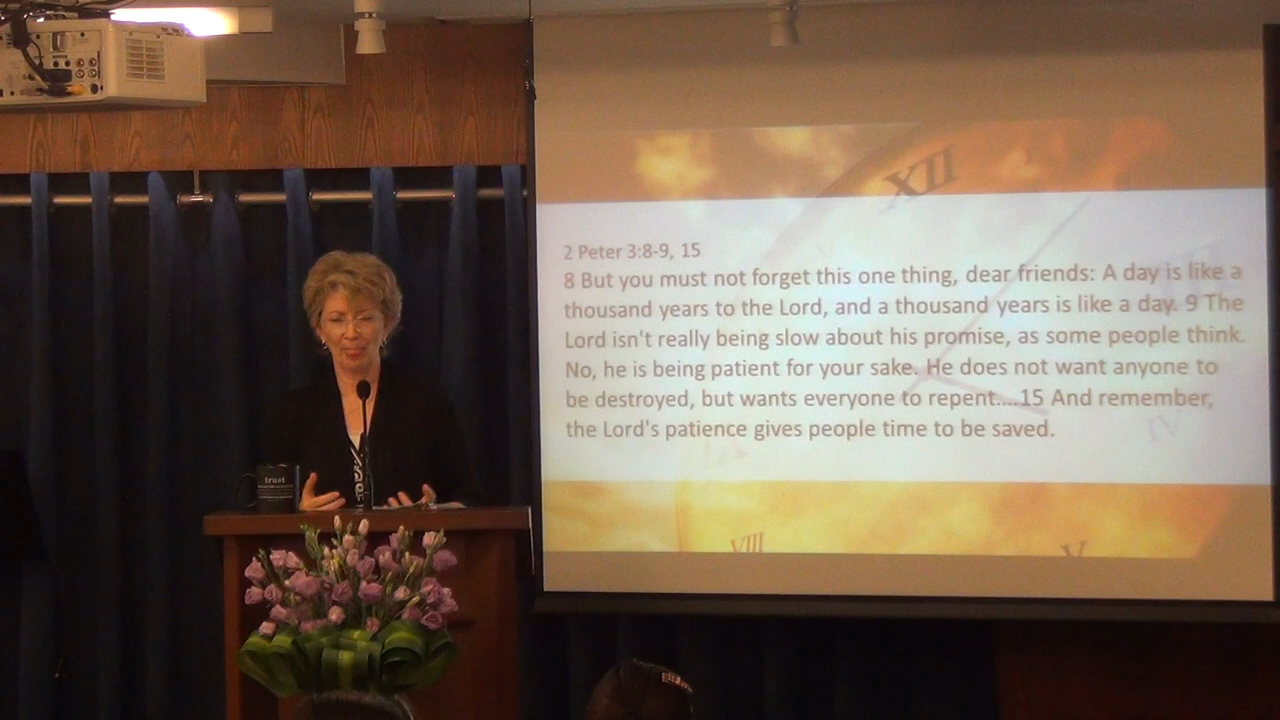 XII
2 Peter 3:8-9, 15
8 But you must not forget this one thing, dear friends: A day is like a
thousand years to the Lord, and a thousand years is like a day. 9 The
Lord isn't really being slow about his promise, as some people think.
No, he is being patient for your sake. He does not want anyone to
be destroyed, but wants everyone to repent....15 And remember,
the Lord's patience gives people time to be saved.
IV
VIII
V
trust